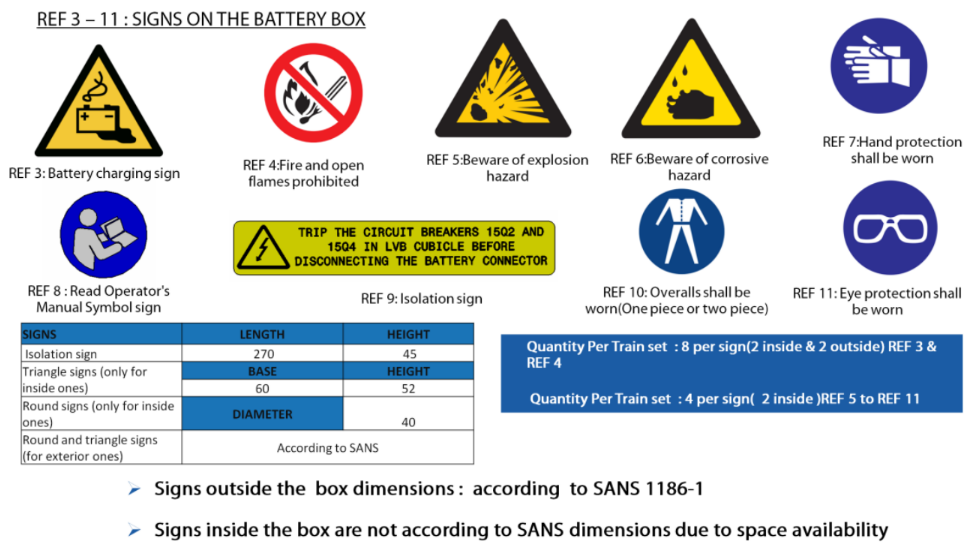 REF 3 – 11 : SIGNS ON THE BATTERY BOX
REF 3: Battery charging sign
REF 4:Fire and open
flames prohibited
REF 5:Beware of explosion
hazard
REF 6:Beware of corrosive
hazard
REF 7:Hand protection
shall be worn
REF 8 : Read Operator's
Manual Symbol sign
TRIP THE CIRCUIT BREAKERS 15Q2 AND
15Q4 IN LVB CUBICLE BEFORE
DISCONNECTING THE BATTERY CONNECTOR
REF 9: Isolation sign
REF 10: Overalls shall be
worn(One piece or two piece)
REF 11: Eye protection shall
be worn
SIGNS LENGTH HEIGHT
Isolation sign 270 45
Triangle signs (only for BASE HEIGHT
inside ones) 60 52
Round signs (only for inside
ones) DIAMETER 40
Round and triangle signs
(for exterior ones) According to SANS
Quantity Per Train set : 8 per sign(2 inside & 2 outside) REF 3 &
REF 4
Quantity Per Train set : 4 per sign( 2 inside )REF 5 to REF 11
Signs outside the box dimensions : according to SANS 1186-1
Signs inside the box are not according to SANS dimensions due to space availability